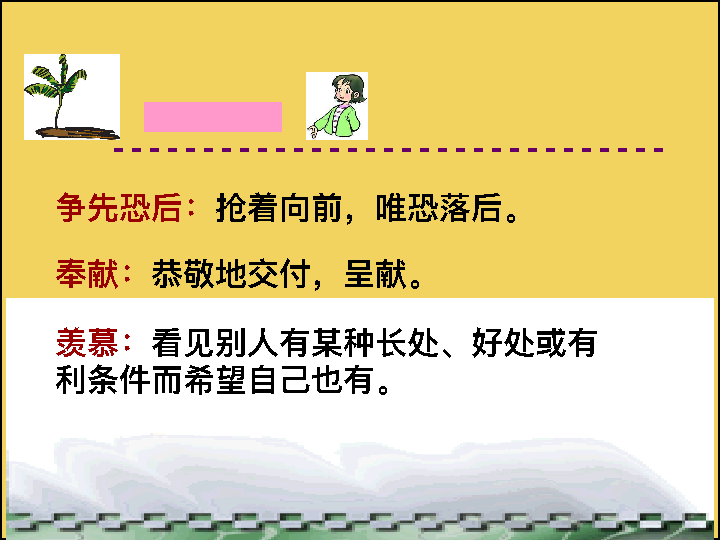 争先恐后：抢着向前，唯恐落后。
奉献：恭敬地交付，呈献。
羡慕：看见别人有某种长处、好处或有
利条件而希望自己也有。